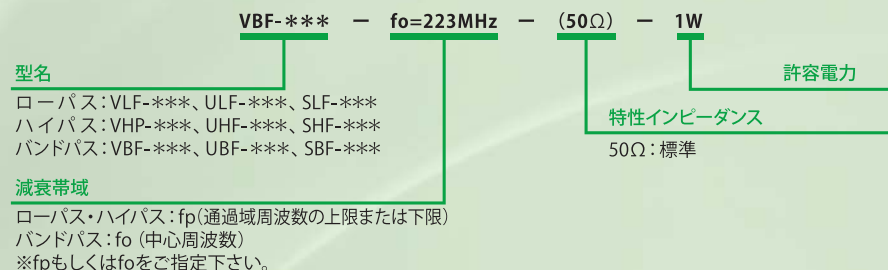 VBF-*** － fo=223MHz － (50Ω) － 1W
型名
許容電力
ローパス：VLF-***、ULF-***、SLF-***
ハイパス：VHP-***、UHF-***、SHF-***
特性インピーダンス
バンドパス：VBF-***、UBF-***、SBF-***
50Ω：標準
減衰帯域
ローパス・ハイパス：fp(通過域周波数の上限または下限)
バンドパス：fo (中心周波数)
※fpもしくはfoをご指定下さい。